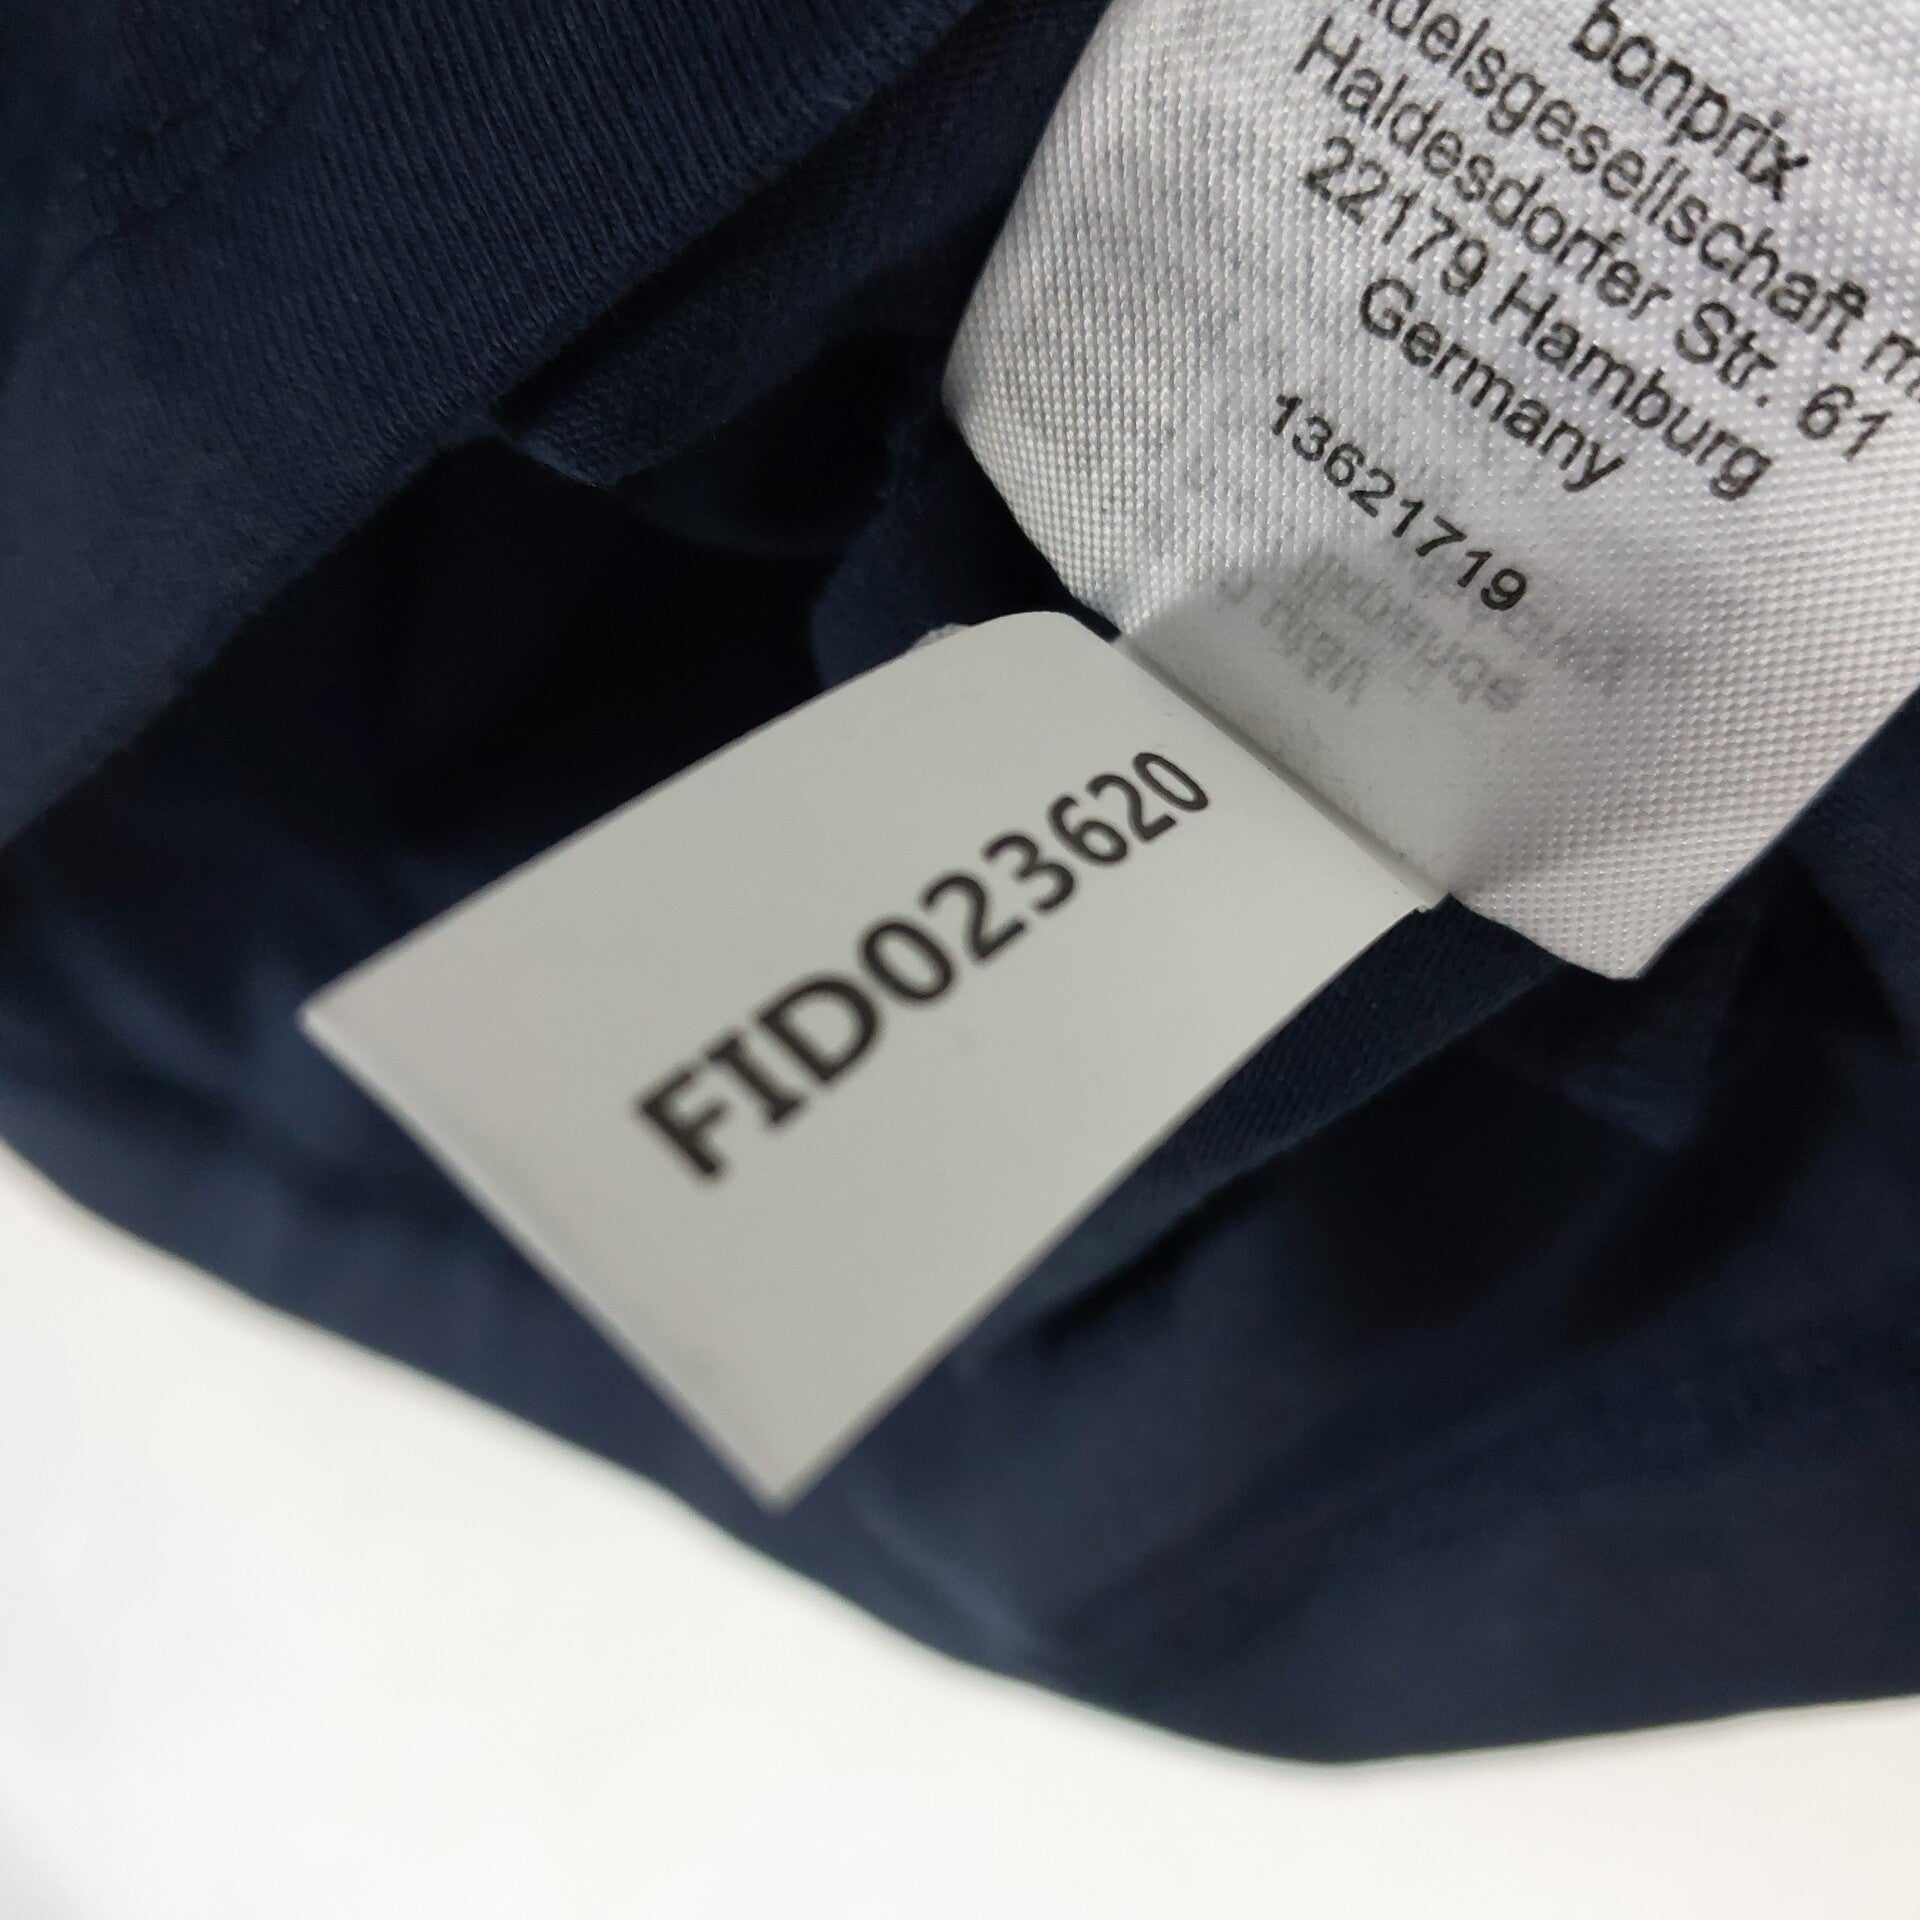 bonprix
delsgesellschaft m
Haldesdorfer Str. 61
22179 Hamburg
Germany
13621719
FID023620